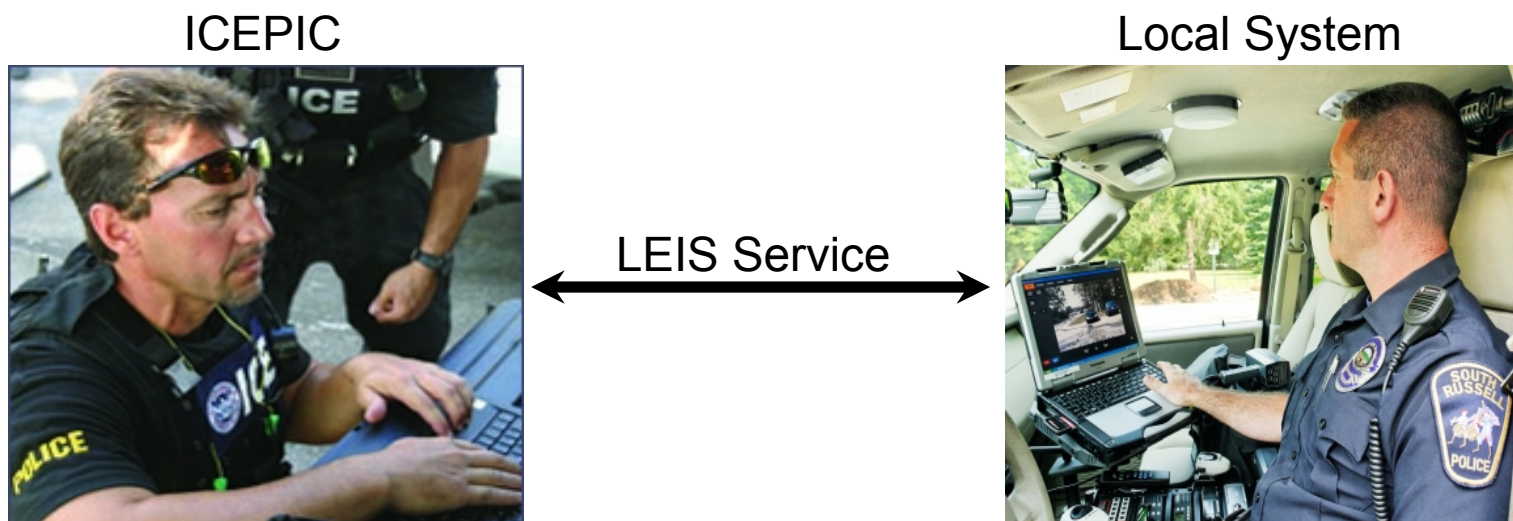 ICEPIC
Local System
ICE
LEIS Service
ICE
POLICE
SOUTH
RUSSELL
POLICE